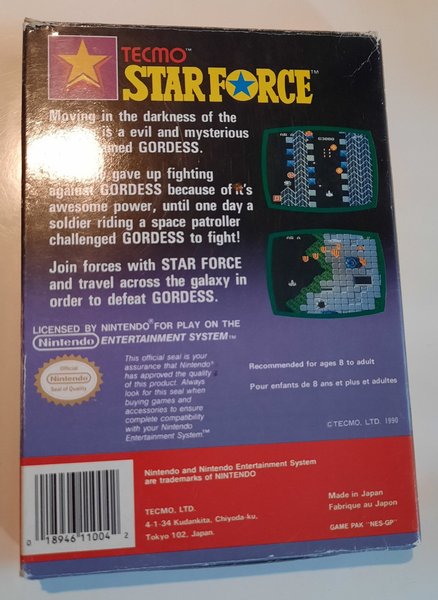 TECMO™
STAR FORCE™
Moving in the darkness of the
is a evil and mysterious
GORDESS.
gave up fighting
against GORDESS because of it's
awesome power, until one day a
soldier riding a space patroller
challenged GORDESS to fight!
Join forces with STAR FORCE
and travel across the galaxy in
order to defeat GORDESS.
LICENSED BY NINTENDO® FOR PLAY ON THE
Nintendo ENTERTAINMENT SYSTEM™
Official
Nintendo
Seal of Quality
This official seal is your
assurance that Nintendo®
has approved the quality
of this product. Always
look for this seal when
buying games and
accessories to ensure
complete compatibility
with your Nintendo
Entertainment System.™
Recommended for ages 8 to adult
Pour enfants de 8 ans et plus et adultes
©TECMO, LTD. 1990
Nintendo and Nintendo Entertainment System
are trademarks of NINTENDO
TECMO, LTD.
4-1-34 Kudankita, Chiyoda-ku,
Tokyo 102, Japan.
Made in Japan
Fabrique au Japon
GAME PAK "NES-GP"
0 18946 11004 2